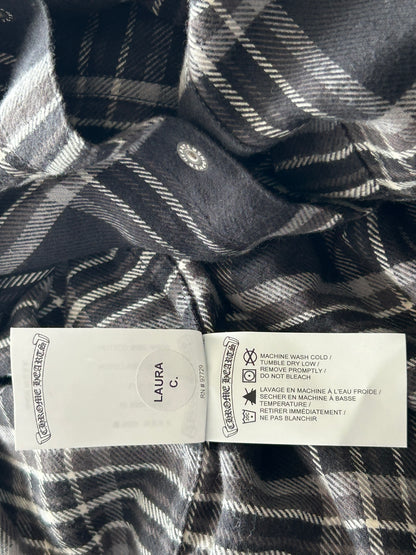 CHROME HEARTS
LAURA
C.
RN # 97729
CHROME HEARTS
MACHINE WASH COLD /
TUMBLE DRY LOW /
REMOVE PROMPTLY /
DO NOT BLEACH
LAVAGE EN MACHINE À L'EAU FROIDE /
SECHER EN MACHINE À BASSE
TEMPERATURE /
RETIRER IMMÉDIATEMENT /
NE PAS BLANCHIR